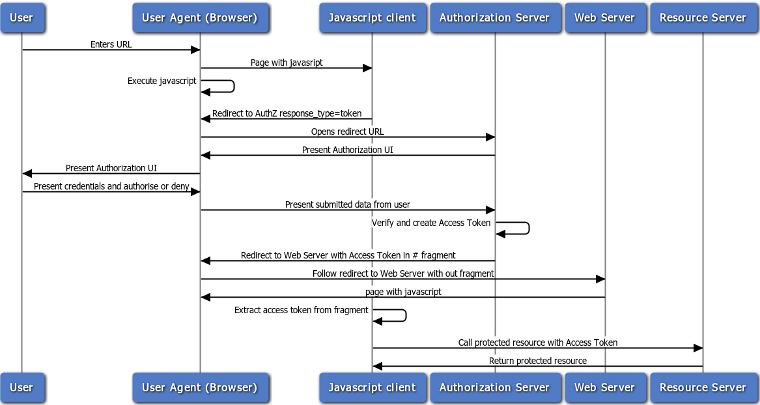 User
User Agent (Browser)
Javascript client
Authorization Server
Web Server
Resource Server
Enters URL
Page with javasript
Execute javascript
Redirect to AuthZ response_type=token
Opens redirect URL
Present Authorization UI
Present Authorization UI
Present credentials and authorise or deny
Present submitted data from user
Verify and create Access Token
Redirect to Web Server with Access Token in # fragment
Follow redirect to Web Server with out fragment
page with javascript
Extract access token from fragment
Call protected resource with Access Token
Return protected resource
User
User Agent (Browser)
Javascript client
Authorization Server
Web Server
Resource Server